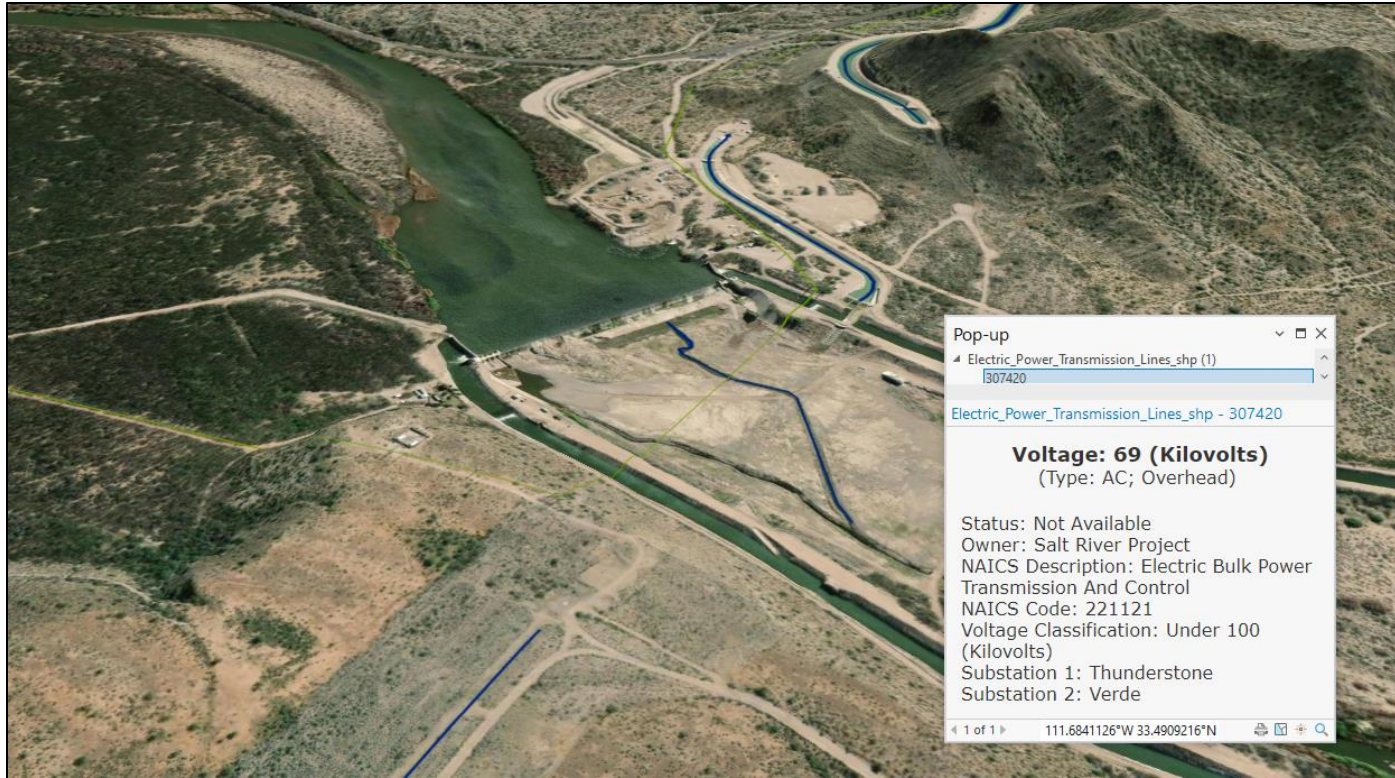 Pop-up
Electric_Power_Transmission_Lines_shp (1)
307420
Electric_Power_Transmission_Lines_shp - 307420
Voltage: 69 (Kilovolts)
(Type: AC; Overhead)
Status: Not Available
Owner: Salt River Project
NAICS Description: Electric Bulk Power
Transmission And Control
NAICS Code: 221121
Voltage Classification: Under 100
(Kilovolts)
Substation 1: Thunderstone
Substation 2: Verde
1 of 1 111.6841126°W 33.4909216°N